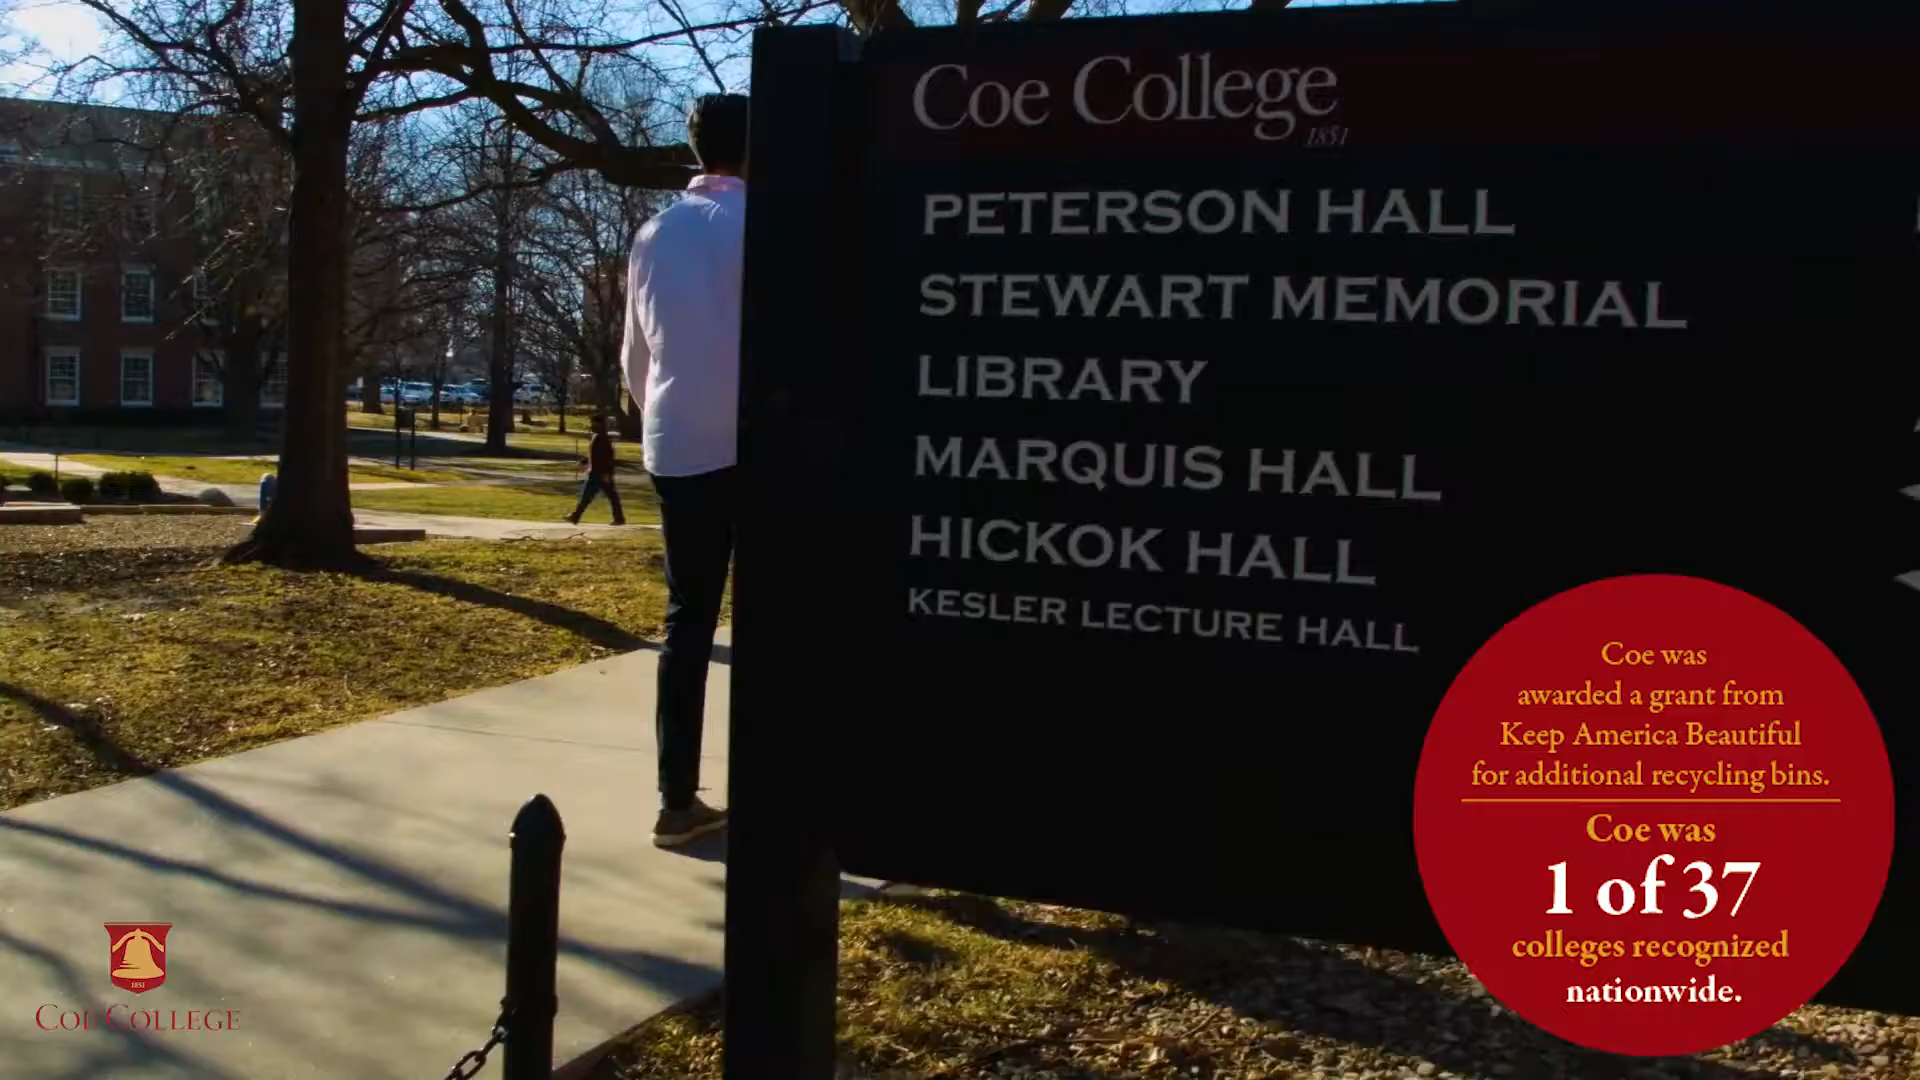 Coe College
1851
PETERSON HALL
STEWART MEMORIAL
LIBRARY
MARQUIS HALL
HICKOK HALL
KESLER LECTURE HALL
Coe was
awarded a grant from
Keep America Beautiful
for additional recycling bins.
Coe was
1 of 37
colleges recognized
nationwide.
1851
COE COLLEGE